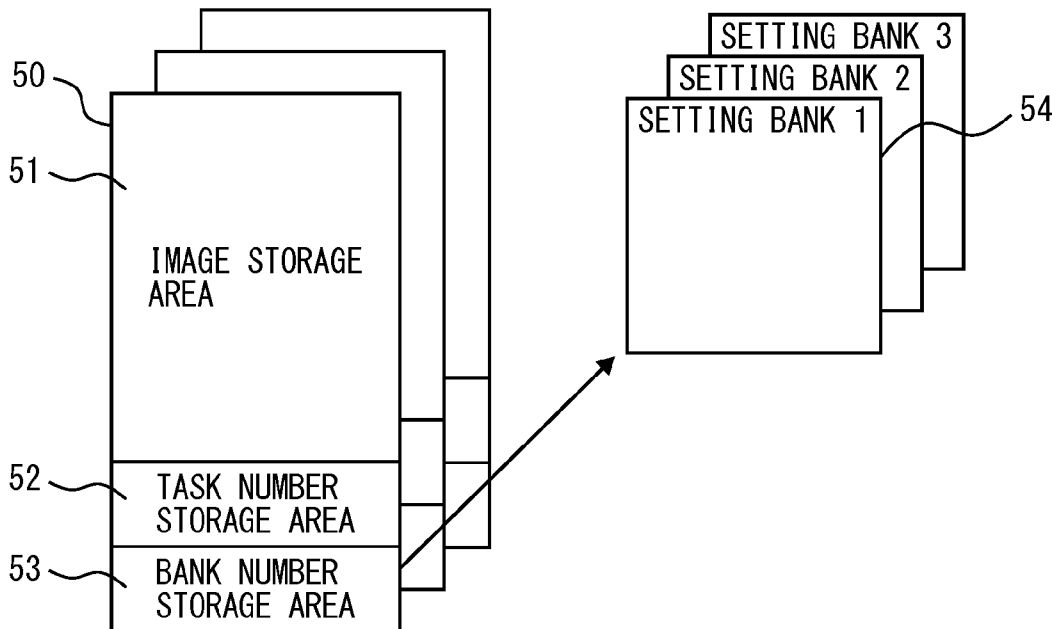 50
51
IMAGE STORAGE
AREA
52
TASK NUMBER
STORAGE AREA
53
BANK NUMBER
STORAGE AREA
SETTING BANK 3
SETTING BANK 2
SETTING BANK 1
54